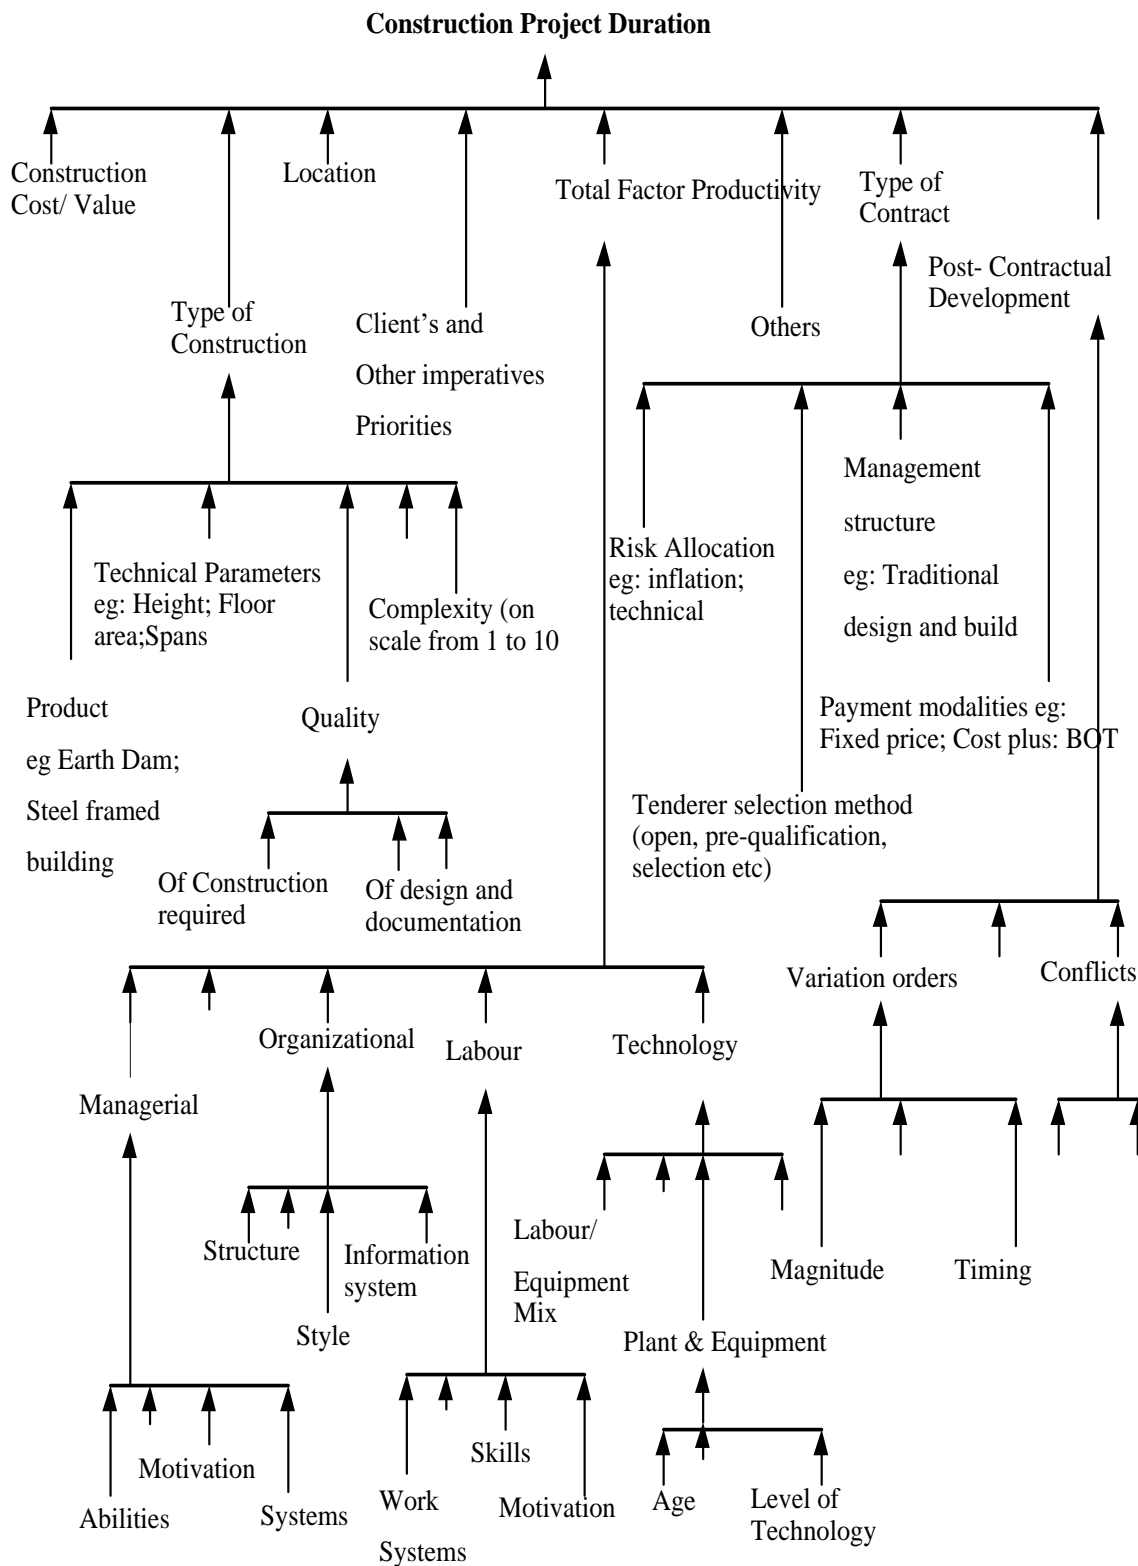 Construction Project Duration
Construction
Cost/ Value
Location
Total Factor Productivity
Type of
Contract
Post- Contractual
Development
Type of
Construction
Client's and
Other imperatives
Priorities
Others
Technical Parameters
eg: Height; Floor
area;Spans
Complexity (on
scale from 1 to 10
Risk Allocation
eg: inflation;
technical
Management
structure
eg: Traditional
design and build
Product
eg Earth Dam;
Steel framed
building
Quality
Payment modalities eg:
Fixed price; Cost plus: BOT
Tenderer selection method
(open, pre-qualification,
selection etc)
Of Construction
required
Of design and
documentation
Variation orders
Conflicts
Managerial
Organizational
Labour
Technology
Structure
Information
system
Style
Labour/
Equipment
Mix
Magnitude
Timing
Plant & Equipment
Motivation
Abilities
Systems
Skills
Work
Systems
Motivation
Age
Level of
Technology